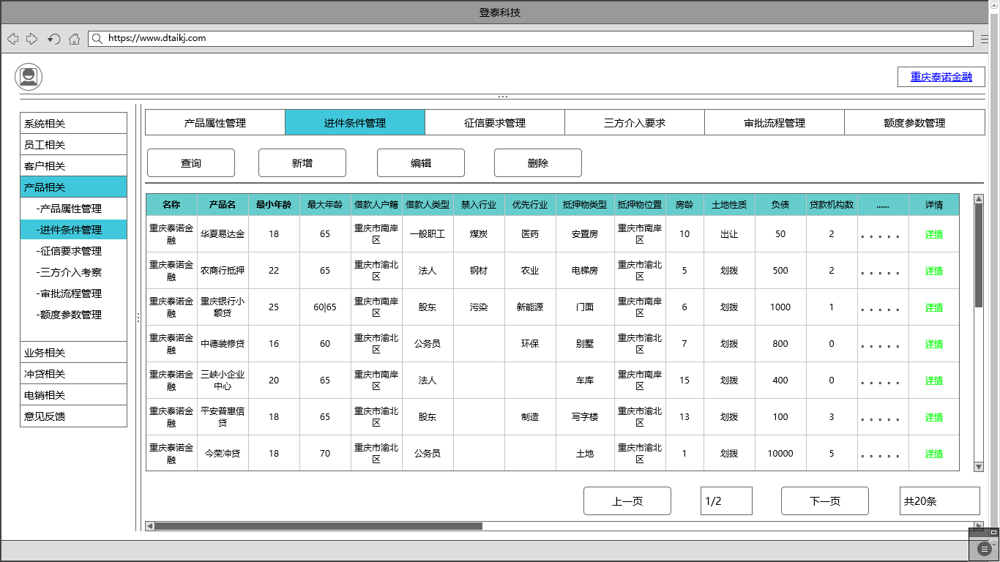 登泰科技
https://www.dtaikj.com
重庆泰诺金融
系统相关
员工相关
客户相关
产品相关
-产品属性管理
-进件条件管理
-征信要求管理
-三方介入考察
-审批流程管理
-额度参数管理
业务相关
冲贷相关
电销相关
意见反馈
产品属性管理 进件条件管理 征信要求管理 三方介入要求 审批流程管理 额度参数管理
查询 新增 编辑 删除
名称 产品名 最小年龄 最大年龄 借款人户籍 借款人类型 禁入行业 优先行业 抵押物类型 抵押物位置 房龄 土地性质 负债 贷款机构数 ...... 详情
重庆泰诺金融 华夏易达金 18 65 重庆市南岸区 一般职工 煤炭 医药 安置房 重庆市南岸区 10 出让 50 2 。。。。。 详情
重庆泰诺金融 农商行抵押 22 65 重庆市渝北区 法人 钢材 农业 电梯房 重庆市渝北区 5 划拨 500 2 。。。。。 详情
重庆泰诺金融 重庆银行小额贷 25 60|65 重庆市南岸区 股东 污染 新能源 门面 重庆市南岸区 6 划拨 1000 1 。。。。。 详情
重庆泰诺金融 中德装修贷 16 60 重庆市渝北区 公务员 环保 别墅 重庆市渝北区 7 划拨 800 0 。。。。。 详情
重庆泰诺金融 三峡小企业中心 20 65 重庆市南岸区 法人 车库 重庆市南岸区 15 划拨 400 0 。。。。。 详情
重庆泰诺金融 平安普惠信贷 18 65 重庆市渝北区 股东 制造 写字楼 重庆市渝北区 13 划拨 100 3 。。。。。 详情
重庆泰诺金融 今荣冲贷 18 70 重庆市渝北区 公务员 土地 重庆市渝北区 1 划拨 10000 5 。。。。。 详情
上一页 1/2 下一页 共20条